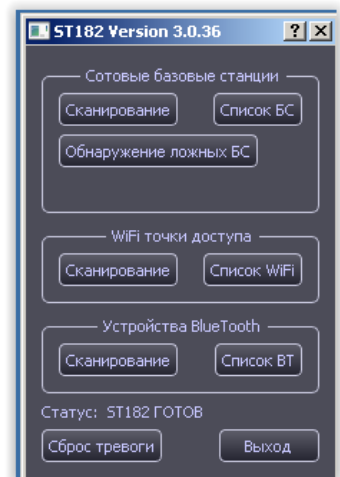 ST182 Version 3.0.36
Сотовые базовые станции
Сканирование Список БС
Обнаружение ложных БС
WiFi точки доступа
Сканирование Список WiFi
Устройства BlueTooth
Сканирование Список BT
Статус: ST182 ГОТОВ
Сброс тревоги Выход